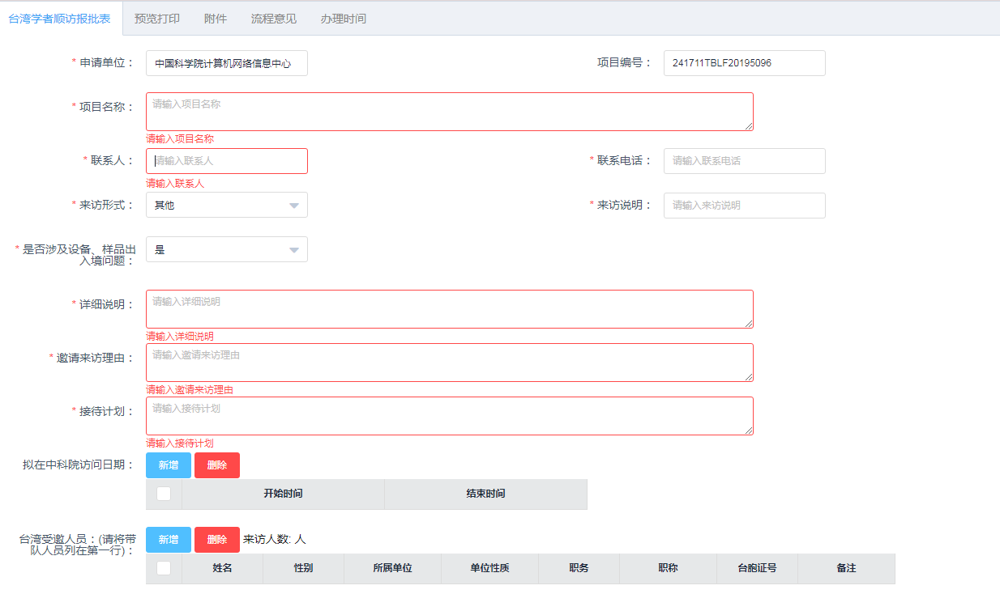 台湾学者顺访报批表 预览打印 附件 流程意见 办理时间
* 申请单位： 中国科学院计算机网络信息中心 项目编号： 241711TBLF20195096
* 项目名称： 请输入项目名称
请输入项目名称
* 联系人： 请输入联系人 * 联系电话： 请输入联系电话
请输入联系人
* 来访形式： 其他 * 来访说明： 请输入来访说明
* 是否涉及设备、样品出 是
入境问题：
* 详细说明： 请输入详细说明
请输入详细说明
* 邀请来访理由： 请输入邀请来访理由
请输入邀请来访理由
* 接待计划： 请输入接待计划
请输入接待计划
拟在中科院访问日期： 新增 删除
开始时间 结束时间
台湾受邀人员：(请将带 新增 删除 来访人数: 人
队人员列在第一行)：
姓名 性别 所属单位 单位性质 职务 职称 台胞证号 备注